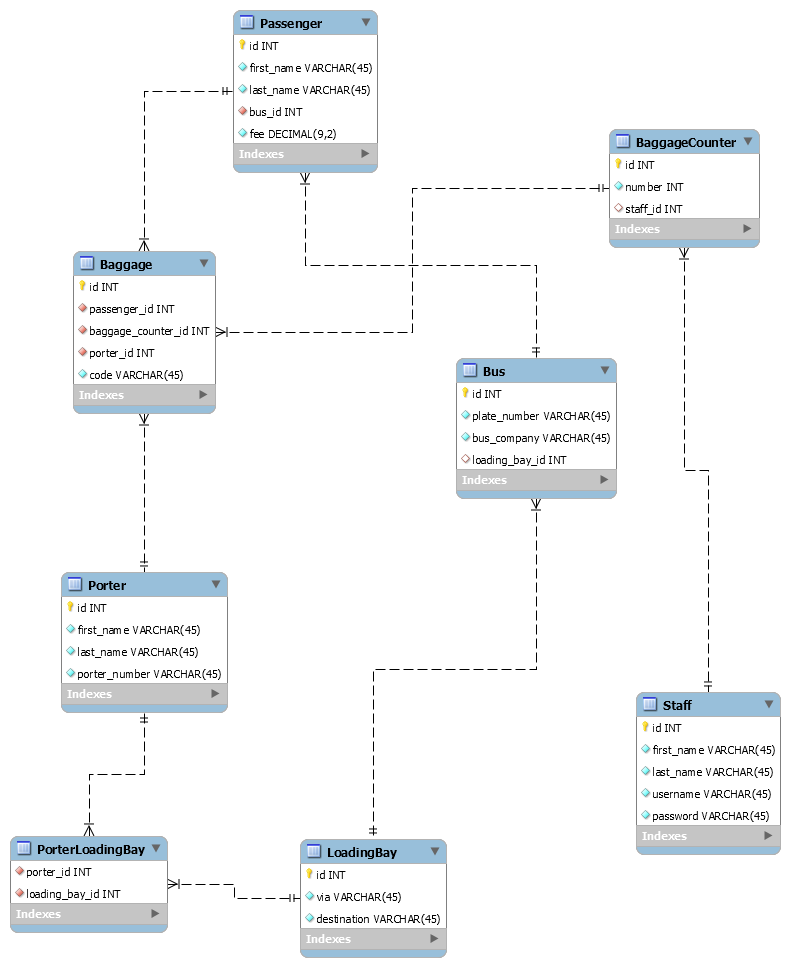 Passenger
id INT
first_name VARCHAR(45)
last_name VARCHAR(45)
bus_id INT
fee DECIMAL(9,2)
Indexes
BaggageCounter
id INT
number INT
staff_id INT
Indexes
Baggage
id INT
passenger_id INT
baggage_counter_id INT
porter_id INT
code VARCHAR(45)
Indexes
Bus
id INT
plate_number VARCHAR(45)
bus_company VARCHAR(45)
loading_bay_id INT
Indexes
Porter
id INT
first_name VARCHAR(45)
last_name VARCHAR(45)
porter_number VARCHAR(45)
Indexes
Staff
id INT
first_name VARCHAR(45)
last_name VARCHAR(45)
username VARCHAR(45)
password VARCHAR(45)
Indexes
PorterLoadingBay
porter_id INT
loading_bay_id INT
Indexes
LoadingBay
id INT
via VARCHAR(45)
destination VARCHAR(45)
Indexes